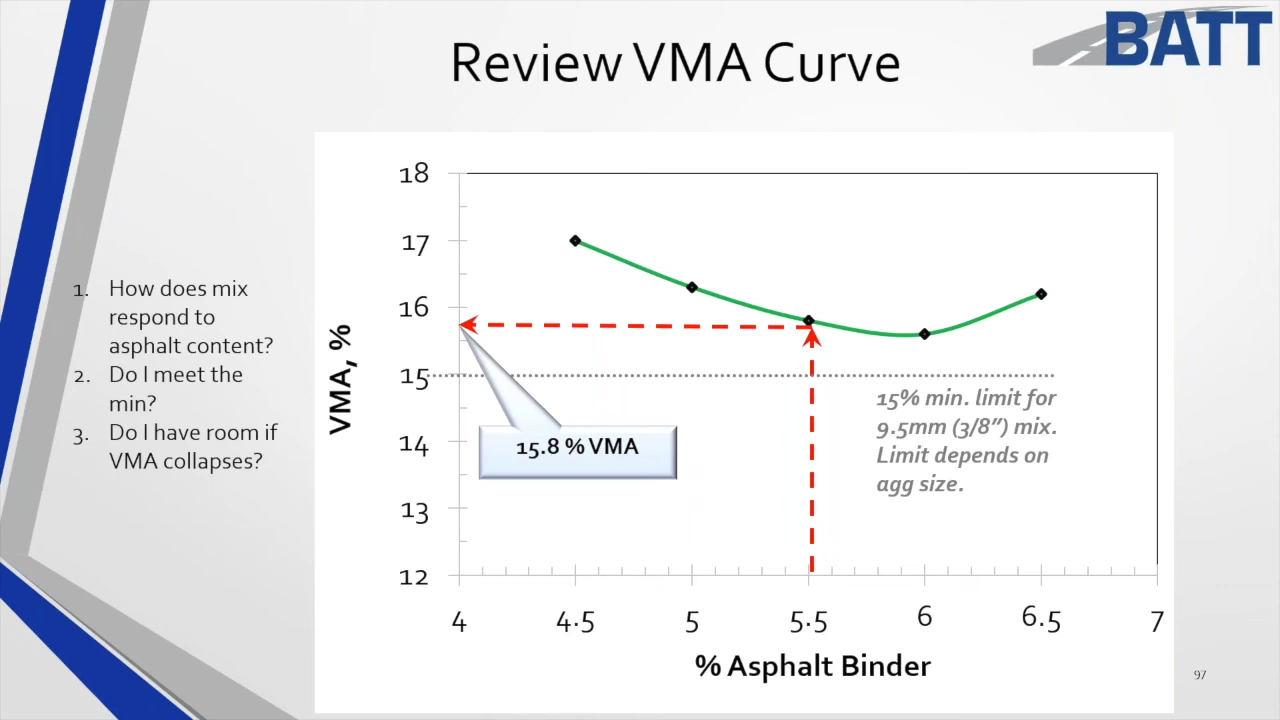 BATT
Review VMA Curve
1. How does mix
respond to
asphalt content?
2. Do I meet the
min?
3. Do I have room if
VMA collapses?
VMA, %
18
17
16
15
14
13
12
15.8 % VMA
15% min. limit for
9.5mm (3/8") mix.
Limit depends on
agg size.
4 4.5 5 5.5 6 6.5 7
% Asphalt Binder
97